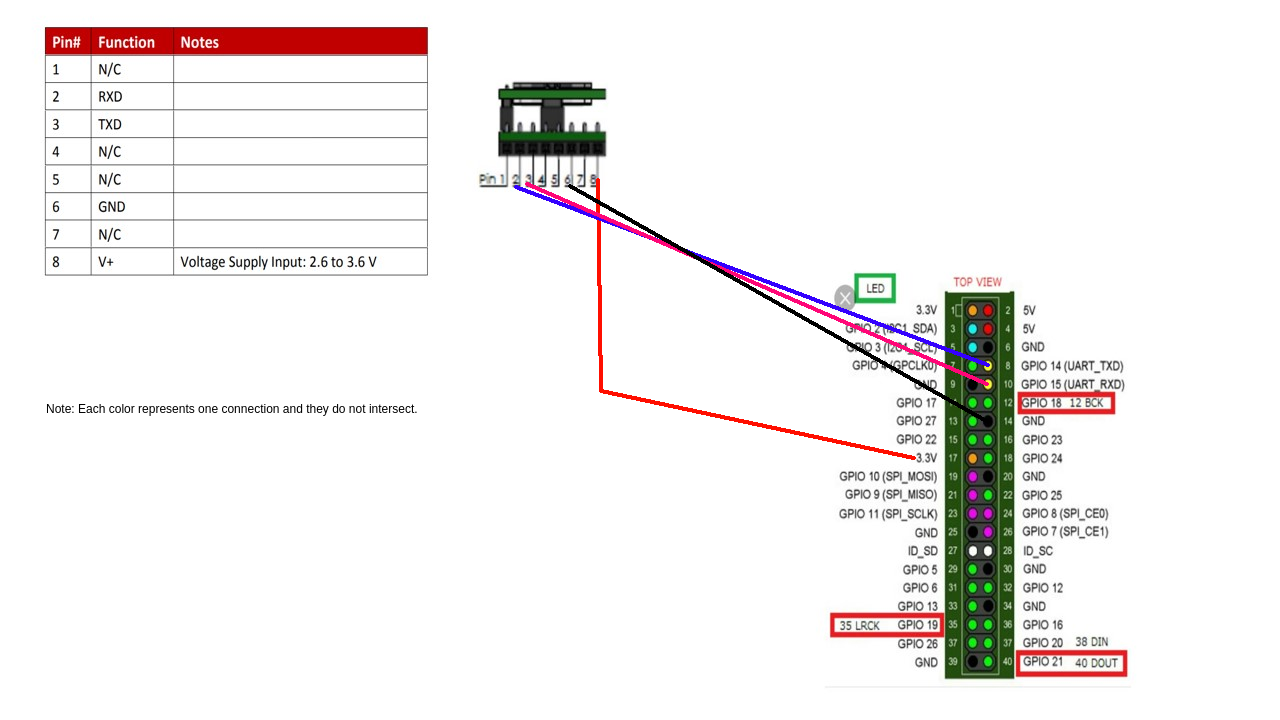 Pin# Function Notes
1 N/C
2 RXD
3 TXD
4 N/C
5 N/C
6 GND
7 N/C
8 V+ Voltage Supply Input: 2.6 to 3.6 V
Pin 1 2 3 4 5 6 7 8
Note: Each color represents one connection and they do not intersect.
LED
TOP VIEW
3.3V 1 2 5V
GPIO 2 (I2C1_SDA) 3 4 5V
GPIO 3 (I2C1_SCL) 5 6 GND
GPIO 4 (GPCLK0) 7 8 GPIO 14 (UART_TXD)
GND 9 10 GPIO 15 (UART_RXD)
GPIO 17 12 GPIO 18 12 BCK
GPIO 27 13 14 GND
GPIO 22 15 16 GPIO 23
3.3V 17 18 GPIO 24
GPIO 10 (SPI_MOSI) 19 20 GND
GPIO 9 (SPI_MISO) 21 22 GPIO 25
GPIO 11 (SPI_SCLK) 23 24 GPIO 8 (SPI_CE0)
GND 25 26 GPIO 7 (SPI_CE1)
ID_SD 27 28 ID_SC
GPIO 5 29 30 GND
GPIO 6 31 32 GPIO 12
GPIO 13 33 34 GND
35 LRCK GPIO 19 35 36 GPIO 16
GPIO 26 37 37 GPIO 20 38 DIN
GND 39 40 GPIO 21 40 DOUT